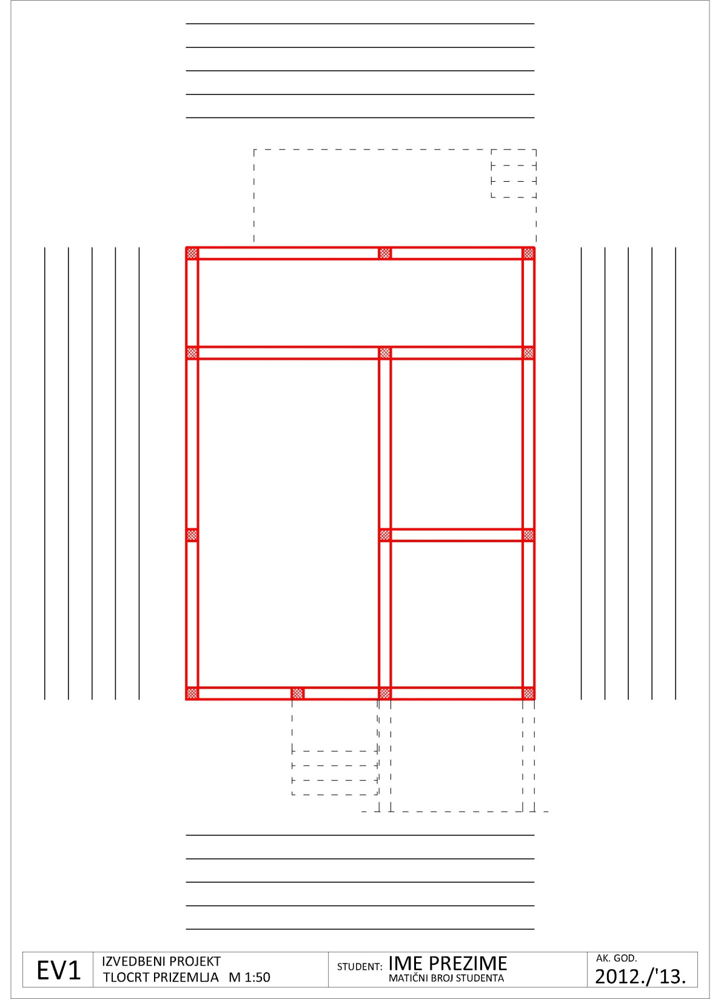 EV1
IZVEDBENI PROJEKT
TLOCRT PRIZEMLJA M 1:50
STUDENT: IME PREZIME
MATIČNI BROJ STUDENTA
AK. GOD.
2012./'13.